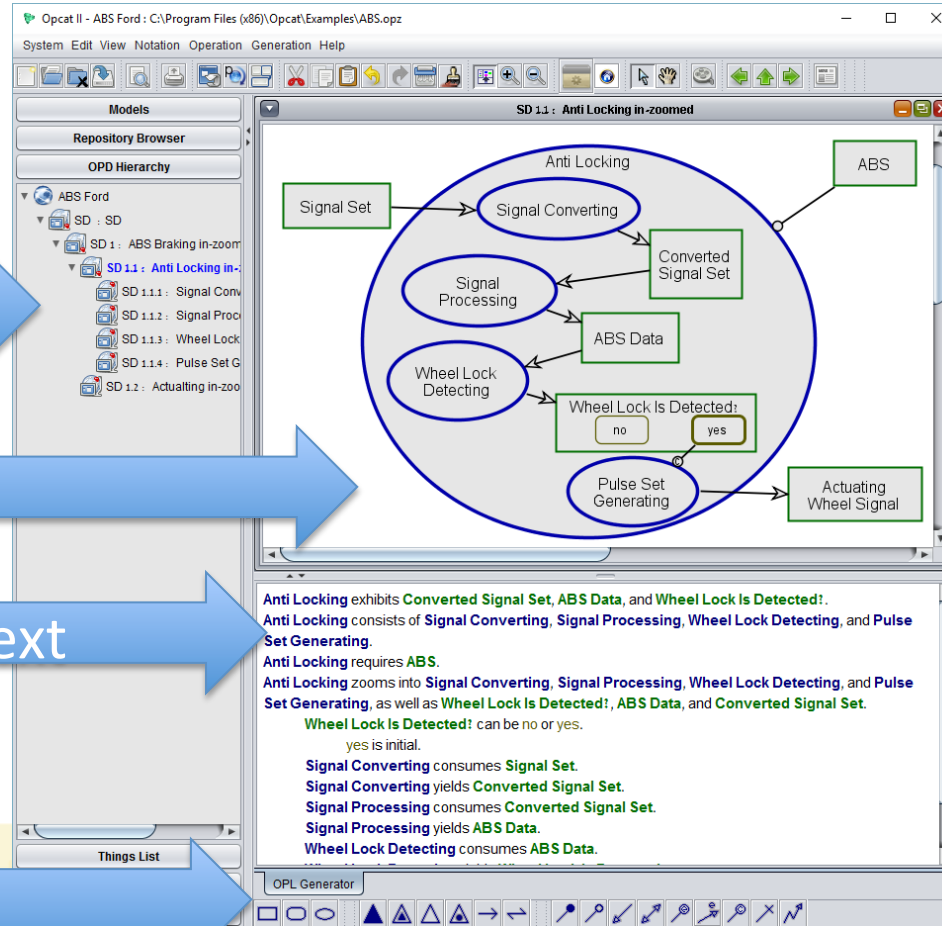 Opcat II - ABS Ford : C:\Program Files (x86)\Opcat\Examples\ABS.opz
System Edit View Notation Operation Generation Help
Models
Repository Browser
OPD Hierarchy
ABS Ford
SD : SD
SD 1 : ABS Braking in-zoom
SD 1.1 : Anti Locking in-
SD 1.1.1 : Signal Conv
SD 1.1.2 : Signal Proc
SD 1.1.3 : Wheel Lock
SD 1.1.4 : Pulse Set G
SD 1.2 : Actualting in-zoo
Things List
SD 1.1 : Anti Locking in-zoomed
Anti Locking
ABS
Signal Set
Signal Converting
Converted
Signal Set
Signal
Processing
ABS Data
Wheel Lock
Detecting
Wheel Lock Is Detected?
no
yes
Pulse Set
Generating
Actuating
Wheel Signal
ext
Anti Locking exhibits Converted Signal Set, ABS Data, and Wheel Lock Is Detected?.
Anti Locking consists of Signal Converting, Signal Processing, Wheel Lock Detecting, and Pulse
Set Generating.
Anti Locking requires ABS.
Anti Locking zooms into Signal Converting, Signal Processing, Wheel Lock Detecting, and Pulse
Set Generating, as well as Wheel Lock Is Detected?, ABS Data, and Converted Signal Set.
Wheel Lock Is Detected? can be no or yes.
yes is initial.
Signal Converting consumes Signal Set.
Signal Converting yields Converted Signal Set.
Signal Processing consumes Converted Signal Set.
Signal Processing yields ABS Data.
Wheel Lock Detecting consumes ABS Data.
OPL Generator